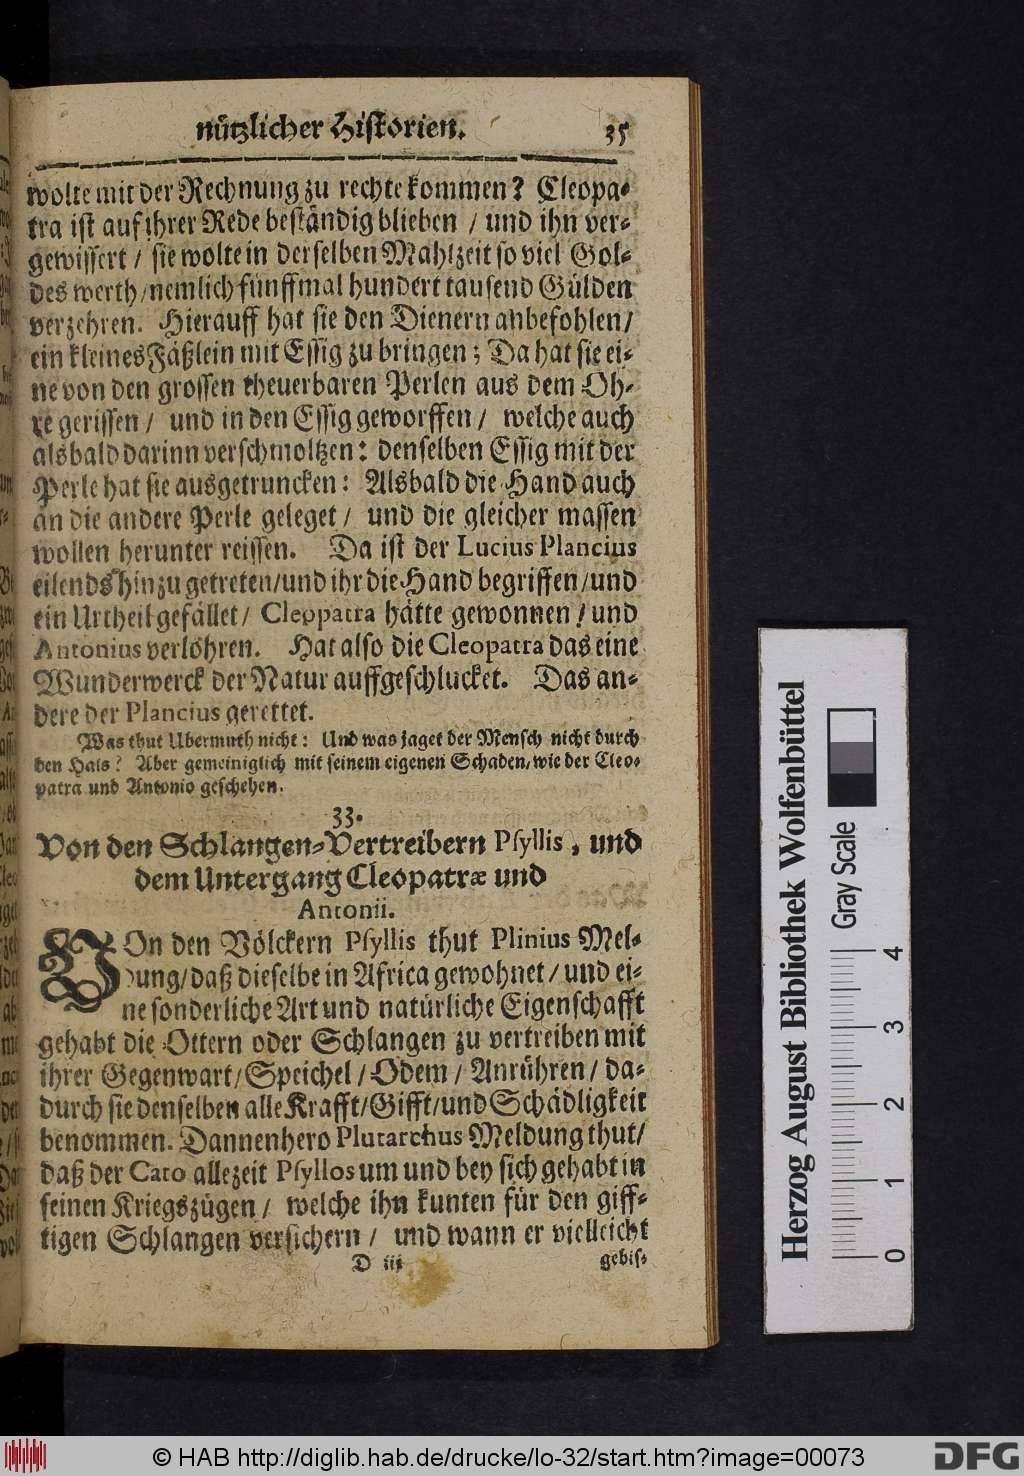 nützlicher Historien. 35
wolte mit der Rechnung zu rechte kommen? Cleopa-
tra ist auf ihrer Rede beständig blieben / und ihn ver-
gewissert / sie wolte in derselben Mahlzeit so viel Gol-
des werth / nemlich fünffmal hundert tausend Gülden
verzehren. Hierauff hat sie den Dienern anbefohlen /
ein kleines Fäßlein mit Essig zu bringen; Da hat sie ei-
ne von den grossen theuerbaren Perlen aus dem Oh-
re gerissen / und in den Essig geworffen / welche auch
alsbald darinn verschmoltzen: denselben Essig mit der
Perle hat sie ausgetruncken: Alsbald die Hand auch
an die andere Perle geleget / und die gleicher massen
wollen herunter reissen. Da ist der Lucius Plancius
eilends hinzu getreten / und ihr die Hand begriffen / und
ein Urtheil gefället / Cleopatra hätte gewonnen / und
Antonius verlohren. Hat also die Cleopatra das eine
Wunderwerck der Natur auffgeschlucket. Das an-
dere der Plancius gerettet.
Was thut Ubermuth nicht: Und was jaget der Mensch nicht durch
den Hals? Aber gemeiniglich mit seinem eigenen Schaden, wie der Cleo-
patra und Antonio geschehen.
33.
Von den Schlangen-Vertreibern Psyllis, und
dem Untergang Cleopatræ und
Antonii.
VOn den Völckern Psyllis thut Plinius Mel-
dung / daß dieselbe in Africa gewohnet / und ei-
ne sonderliche Art und natürliche Eigenschafft
gehabt die Ottern oder Schlangen zu vertreiben mit
ihrer Gegenwart / Speichel / Odem / Anrühren / da-
durch sie denselben alle Krafft / Gifft / und Schädligkeit
benommen. Dannenhero Plutarchus Meldung thut /
daß der Cato allezeit Psyllos um und bey sich gehabt in
seinen Kriegszügen / welche ihn kunten für den giff-
tigen Schlangen versichern / und wann er vielleicht
D iij gebis-
Herzog August Bibliothek Wolfenbüttel
Gray Scale
0 1 2 3 4
© HAB http://diglib.hab.de/drucke/lo-32/start.htm?image=00073
DFG